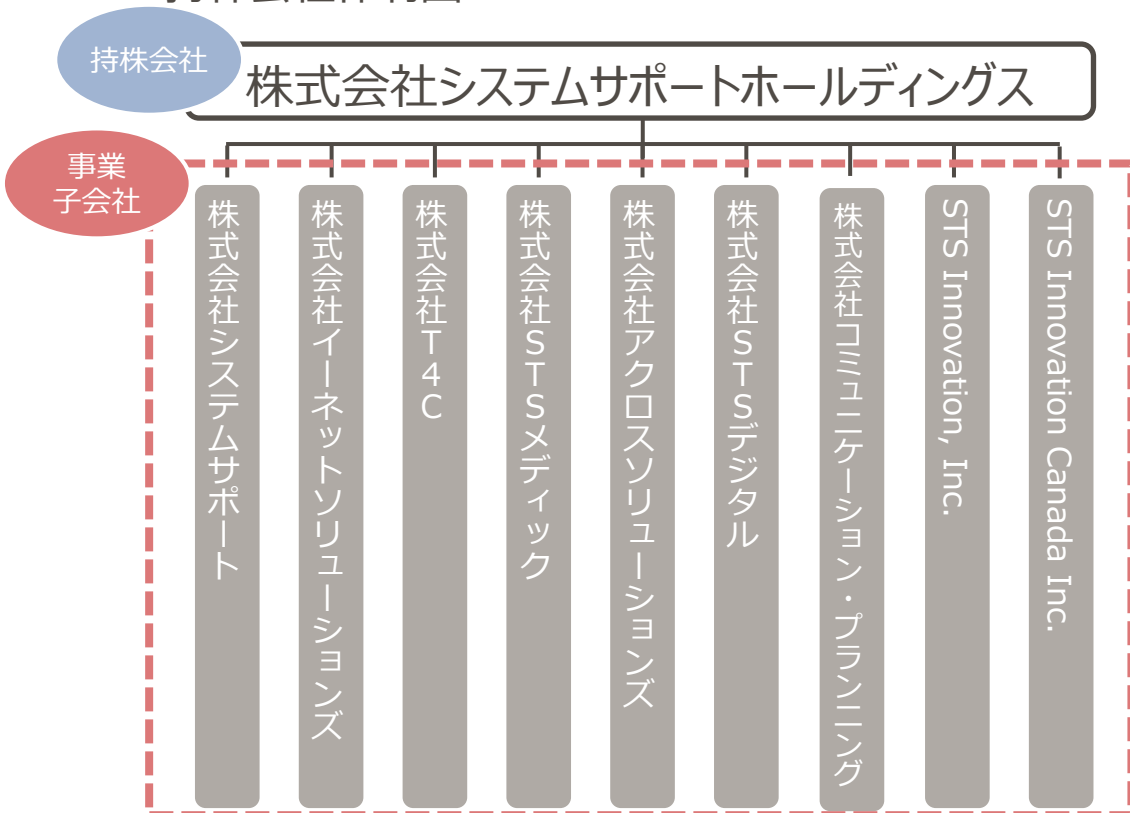 持株会社
株式会社システムサポートホールディングス
事業
子会社
株式会社システムサポート
株式会社イーネットソリューションズ
株式会社T4C
株式会社STSメディック
株式会社アクロスソリューションズ
株式会社STSデジタル
株式会社コミュニケーション・プランニング
STS Innovation, Inc.
STS Innovation Canada Inc.